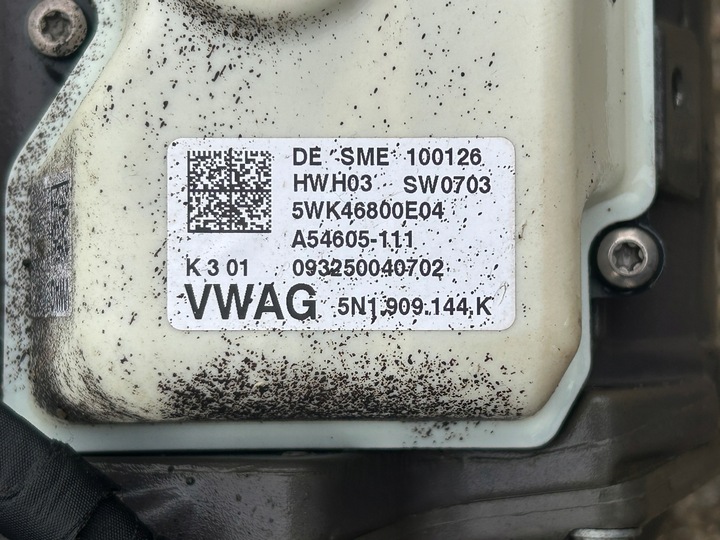 DE SME 100126
HWH03 SW0703
5WK46800E04
A54605-111
K 3 01 093250040702
VWAG 5N1.909.144.K